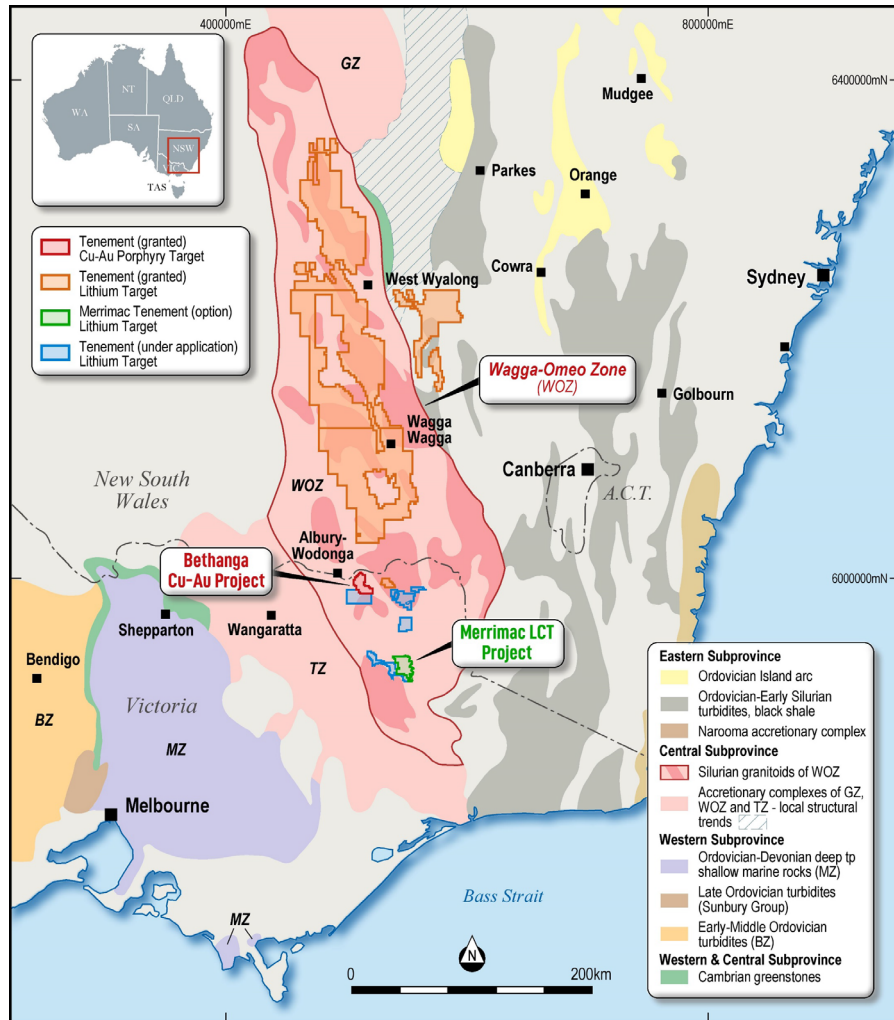 400000mE
800000mE
6400000mN
6000000mN
WA
NT
QLD
SA
NSW
VIC
TAS
Tenement (granted)
Cu-Au Porphyry Target
Tenement (granted)
Lithium Target
Merrimac Tenement (option)
Lithium Target
Tenement (under application)
Lithium Target
GZ
Mudgee
Parkes
Orange
Cowra
West Wyalong
Sydney
Wagga-Omeo Zone
(WOZ)
Golbourn
Wagga
Wagga
Canberra
A.C.T.
New South
Wales
WOZ
Albury-
Wodonga
Bethanga
Cu-Au Project
Shepparton
Wangaratta
Merrimac LCT
Project
Bendigo
BZ
Victoria
MZ
TZ
Melbourne
MZ
Bass Strait
N
0
200km
Eastern Subprovince
Ordovician Island arc
Ordovician-Early Silurian
turbidites, black shale
Narooma accretionary complex
Central Subprovince
Silurian granitoids of WOZ
Accretionary complexes of GZ,
WOZ and TZ - local structural
trends
Western Subprovince
Ordovician-Devonian deep tp
shallow marine rocks (MZ)
Late Ordovician turbidites
(Sunbury Group)
Early-Middle Ordovician
turbidites (BZ)
Western & Central Subprovince
Cambrian greenstones